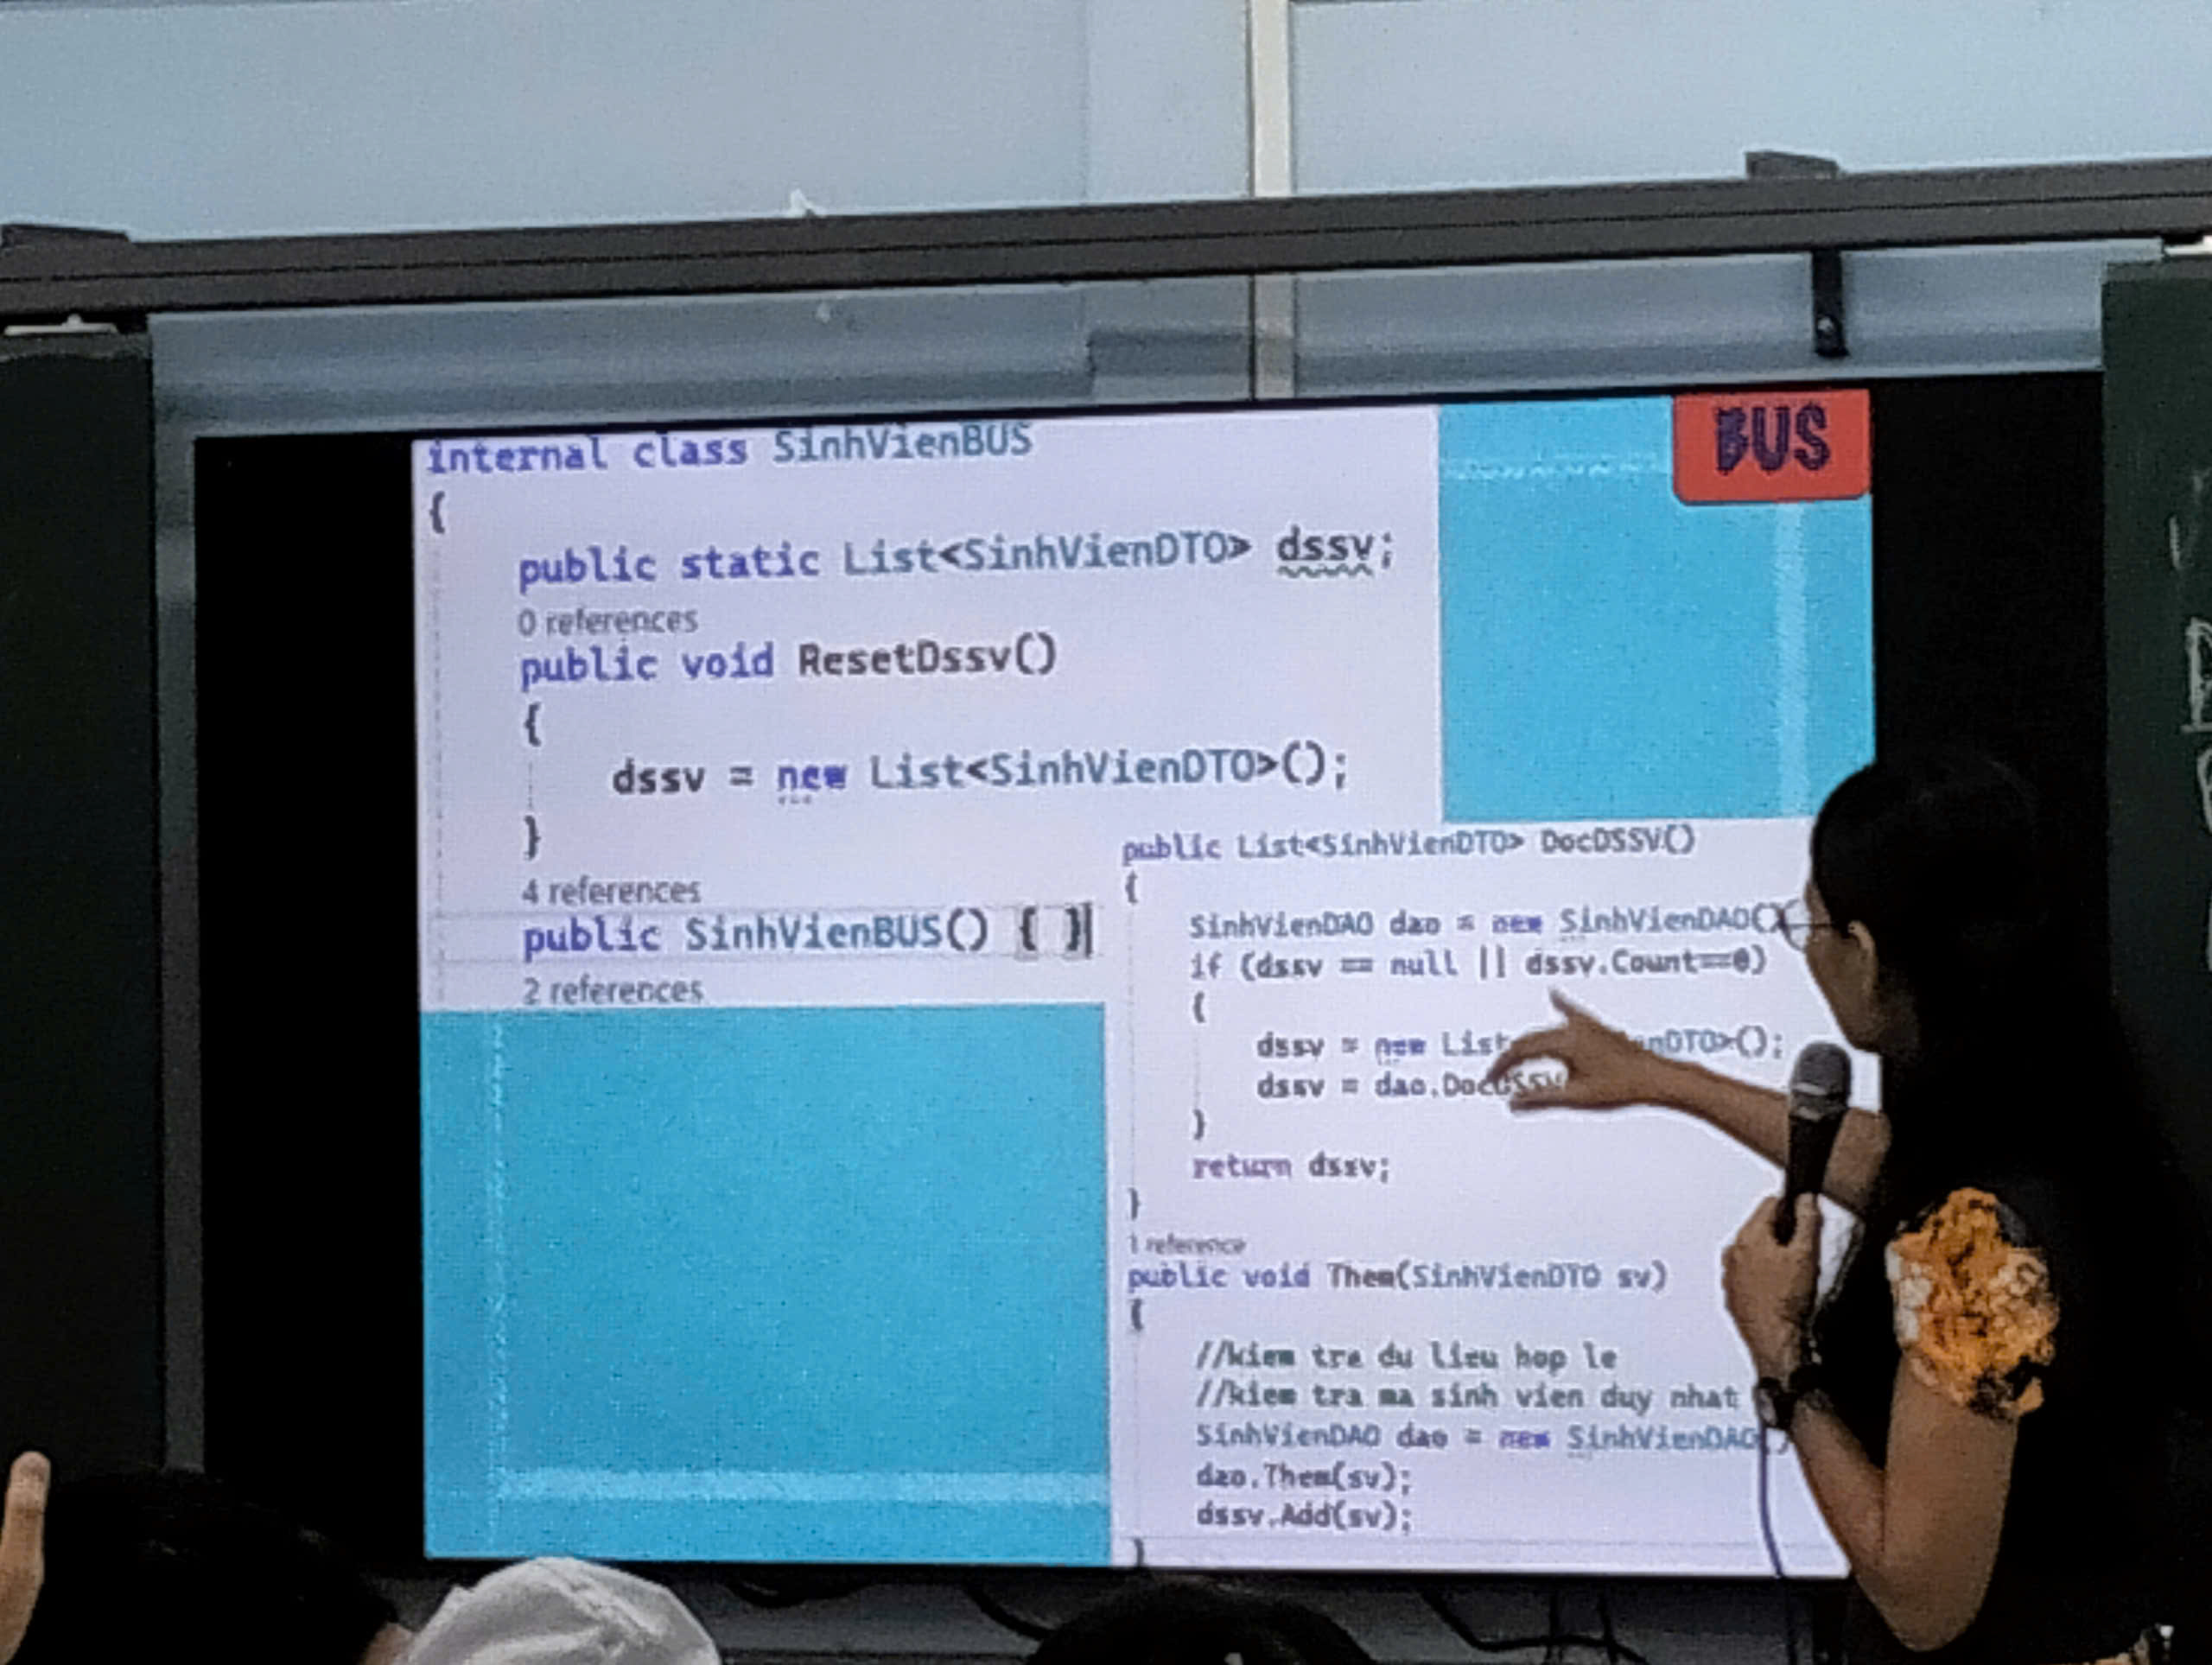 BUS
internal class SinhVienBUS
{
public static List<SinhVienDTO> dssv;
0 references
public void ResetDssv()
{
dssv = new List<SinhVienDTO>();
}
4 references
public SinhVienBUS() { }
2 references
public List<SinhVienDTO> DocDSSV()
{
SinhVienDAO dao = new SinhVienDAO()
if (dssv == null || dssv.Count==0)
{
dssv = new List nDTO>();
dssv = dao.DocDSSV
}
return dssv;
}
1 reference
public void Them(SinhVienDTO sv)
{
//kiem tra du lieu hop le
//kiem tra ma sinh vien duy nhat
SinhVienDAO dao = new SinhVienDAO()
dao.Them(sv);
dssv.Add(sv);
}